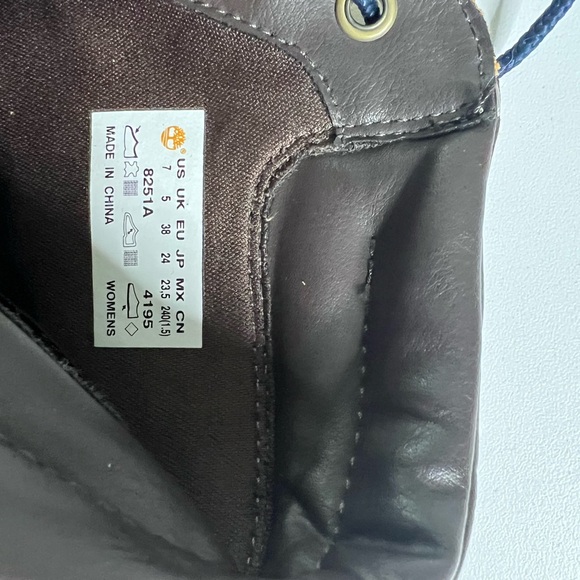 ® US UK EU JP MX CN
7 5 38 24 23.5 240(1.5)
8251A 4195
MADE IN CHINA WOMENS